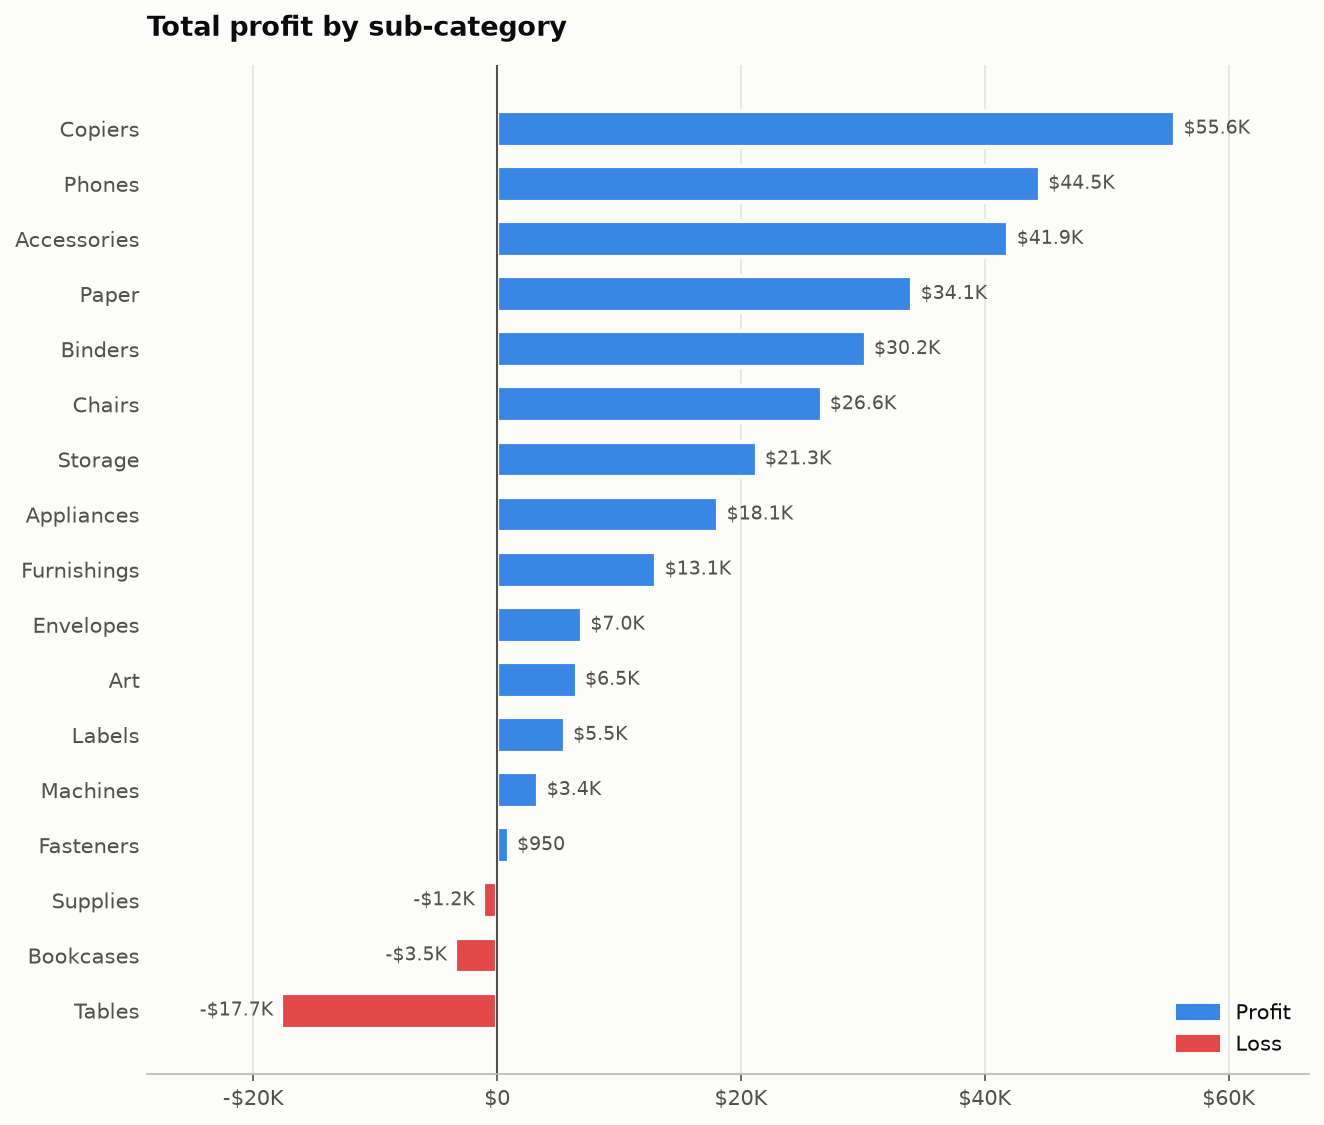 Total profit by sub-category
Copiers $55.6K
Phones $44.5K
Accessories $41.9K
Paper $34.1K
Binders $30.2K
Chairs $26.6K
Storage $21.3K
Appliances $18.1K
Furnishings $13.1K
Envelopes $7.0K
Art $6.5K
Labels $5.5K
Machines $3.4K
Fasteners $950
Supplies -$1.2K
Bookcases -$3.5K
Tables -$17.7K
Profit
Loss
-$20K $0 $20K $40K $60K